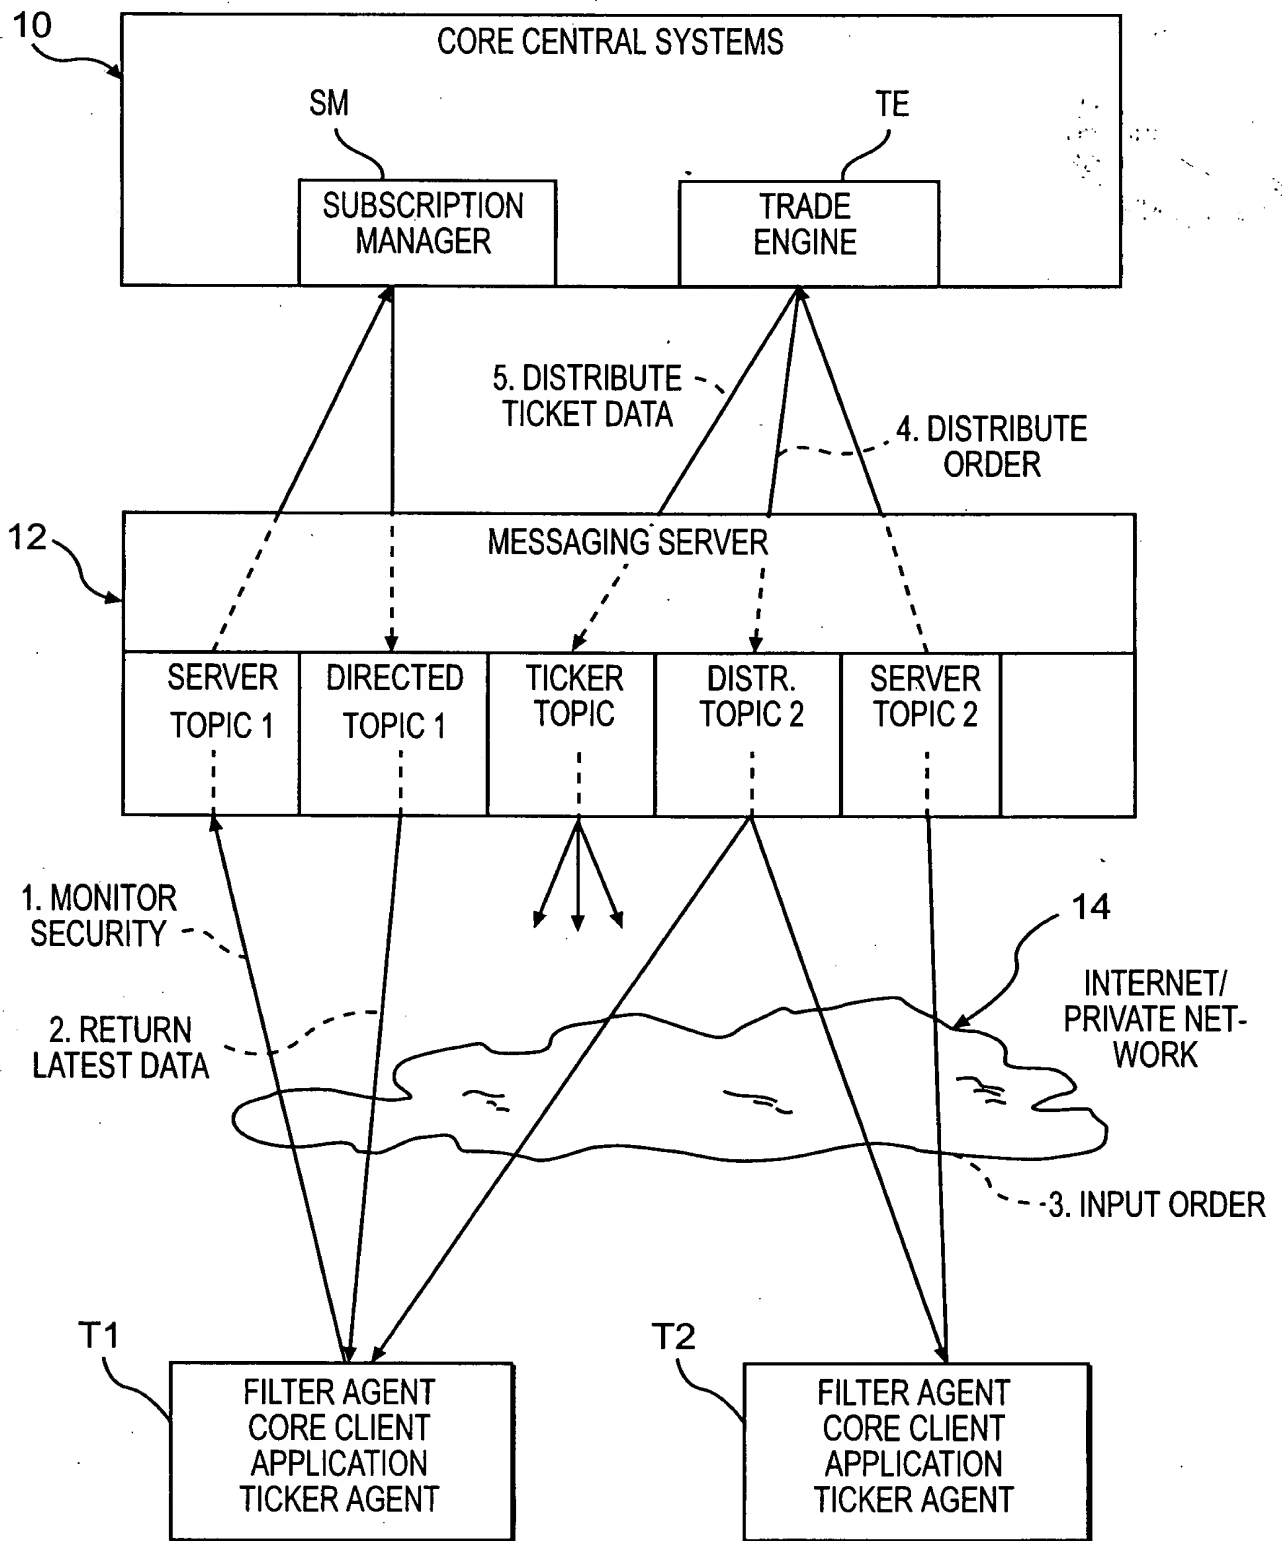 10
CORE CENTRAL SYSTEMS
SM
TE
SUBSCRIPTION
MANAGER
TRADE
ENGINE
5. DISTRIBUTE
TICKET DATA
4. DISTRIBUTE
ORDER
12
MESSAGING SERVER
SERVER
TOPIC 1
DIRECTED
TOPIC 1
TICKER
TOPIC
DISTR.
TOPIC 2
SERVER
TOPIC 2
1. MONITOR
SECURITY
14
INTERNET/
PRIVATE NET-
WORK
2. RETURN
LATEST DATA
3. INPUT ORDER
T1
T2
FILTER AGENT
CORE CLIENT
APPLICATION
TICKER AGENT
FILTER AGENT
CORE CLIENT
APPLICATION
TICKER AGENT